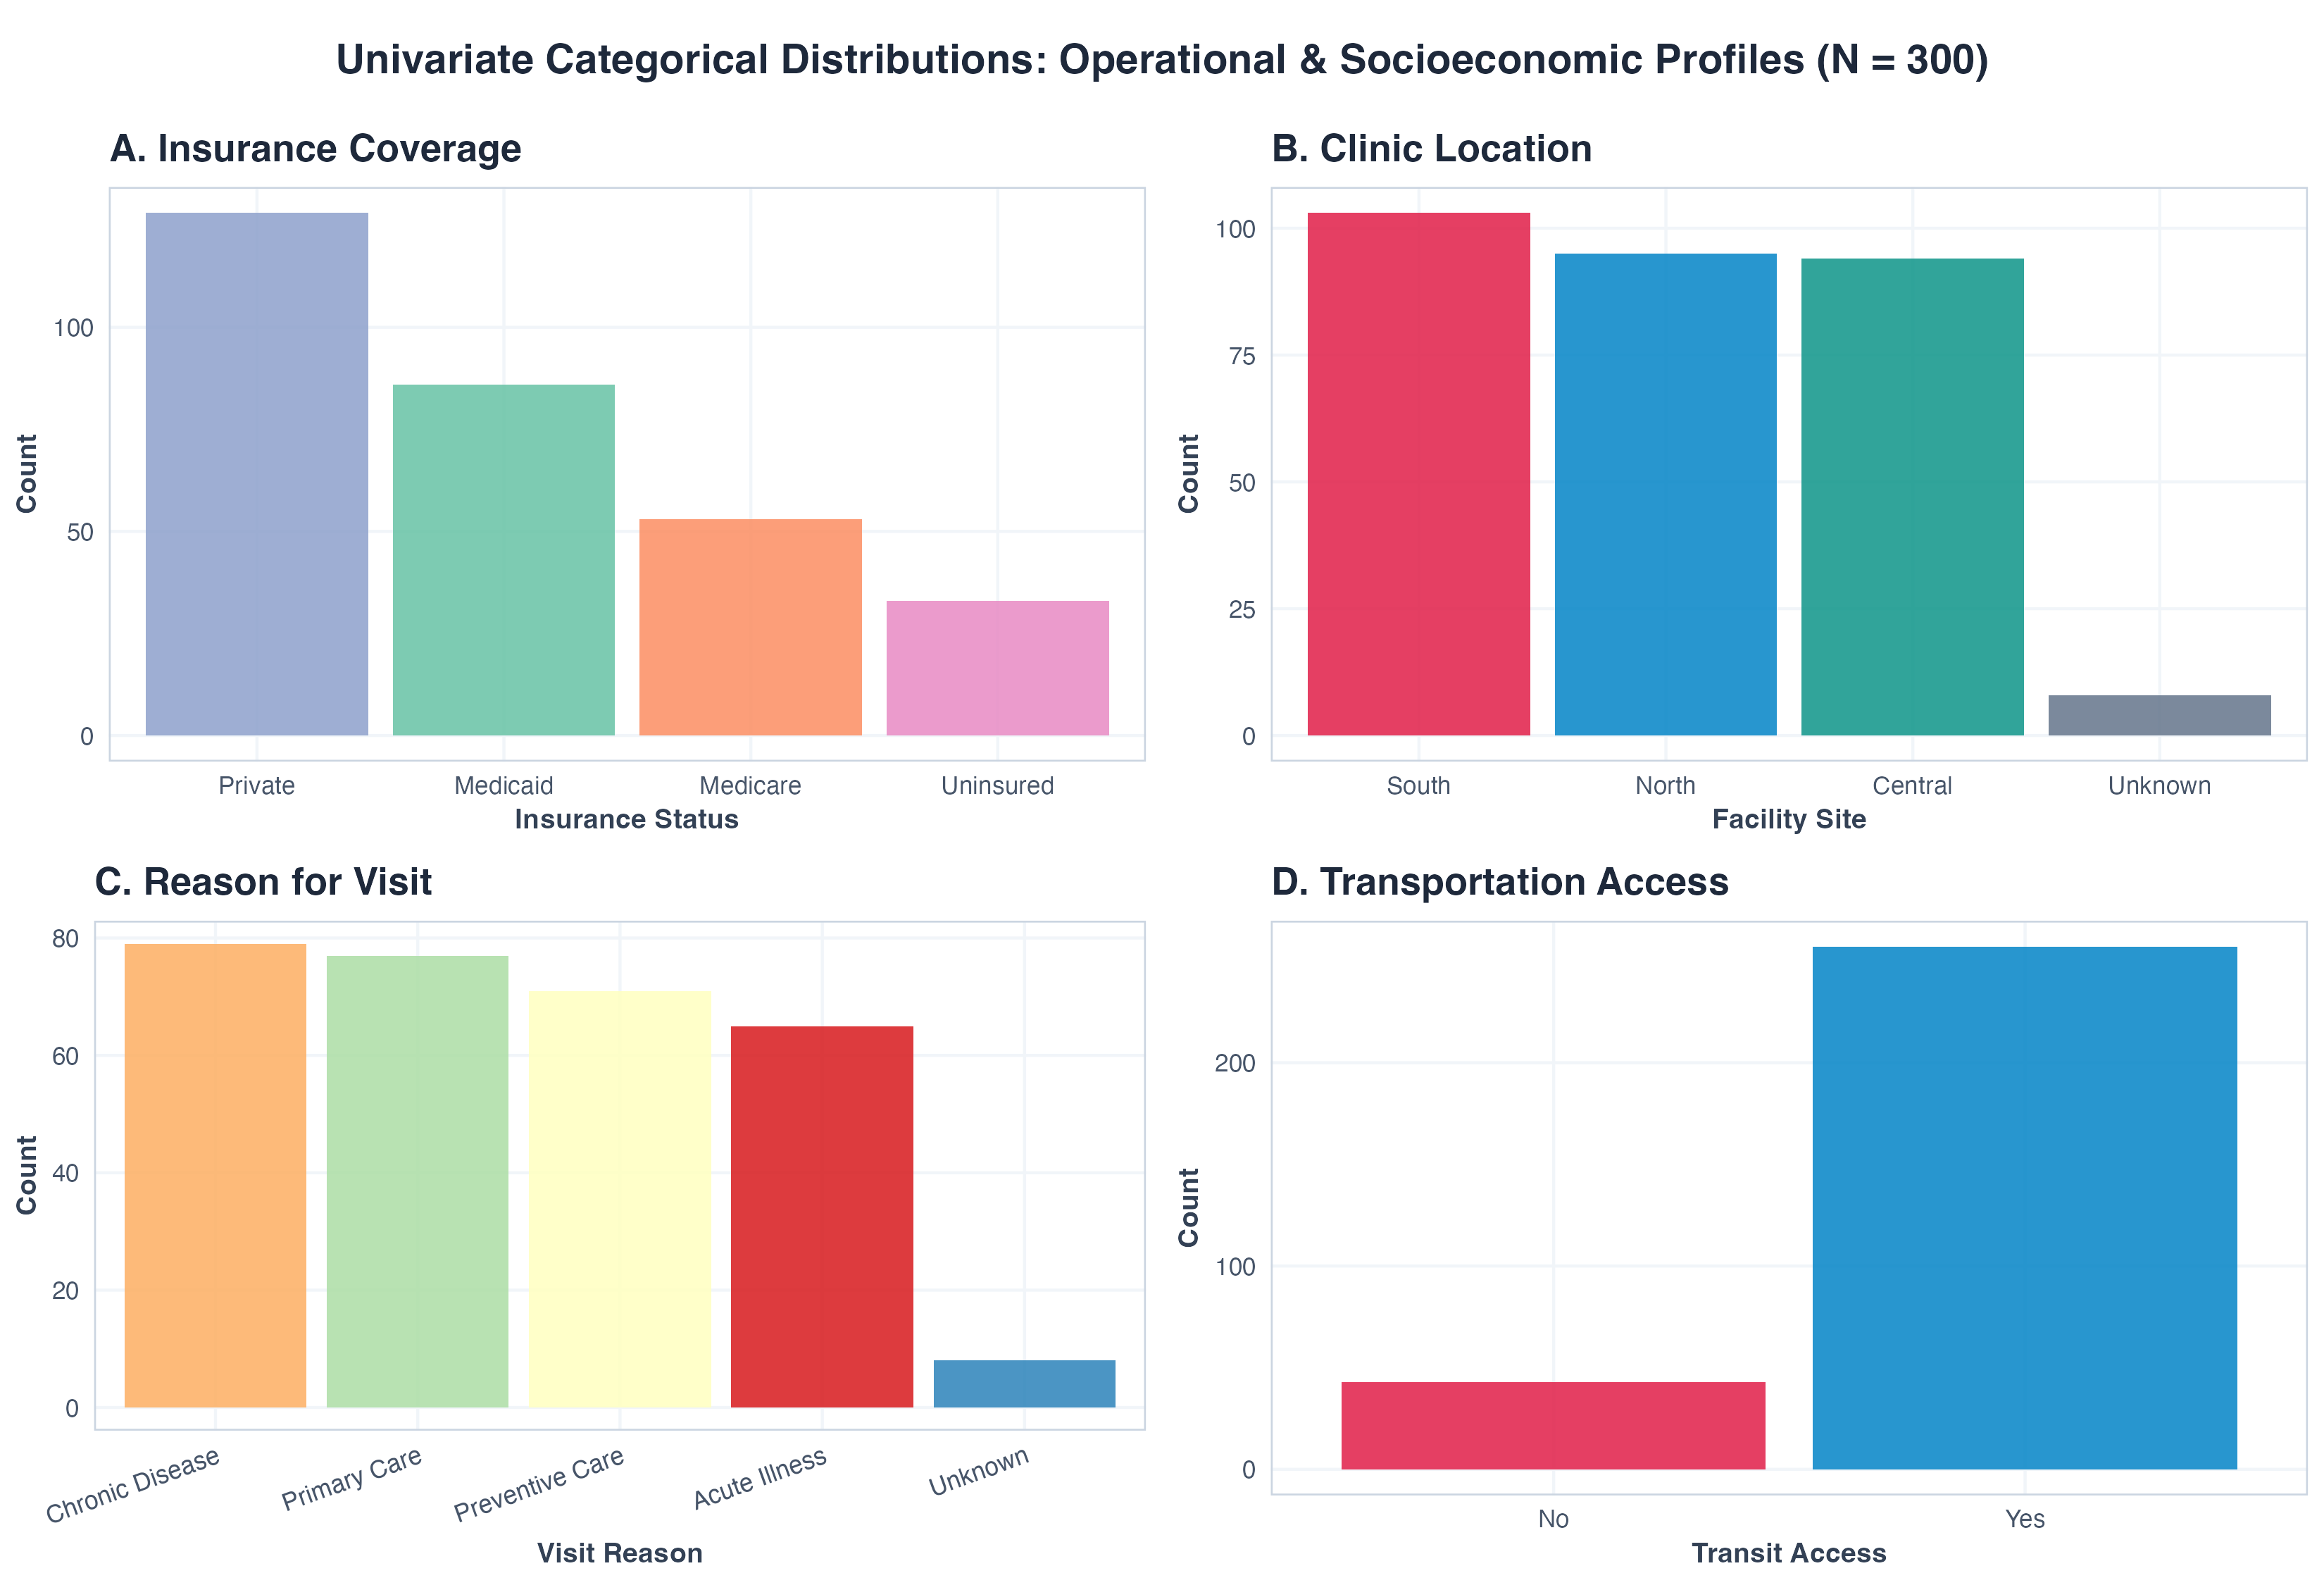 Univariate Categorical Distributions: Operational & Socioeconomic Profiles (N = 300)
A. Insurance Coverage
Count
100
50
0
Private Medicaid Medicare Uninsured
Insurance Status
B. Clinic Location
Count
100
75
50
25
0
South North Central Unknown
Facility Site
C. Reason for Visit
Count
80
60
40
20
0
Chronic Disease Primary Care Preventive Care Acute Illness Unknown
Visit Reason
D. Transportation Access
Count
200
100
0
No Yes
Transit Access